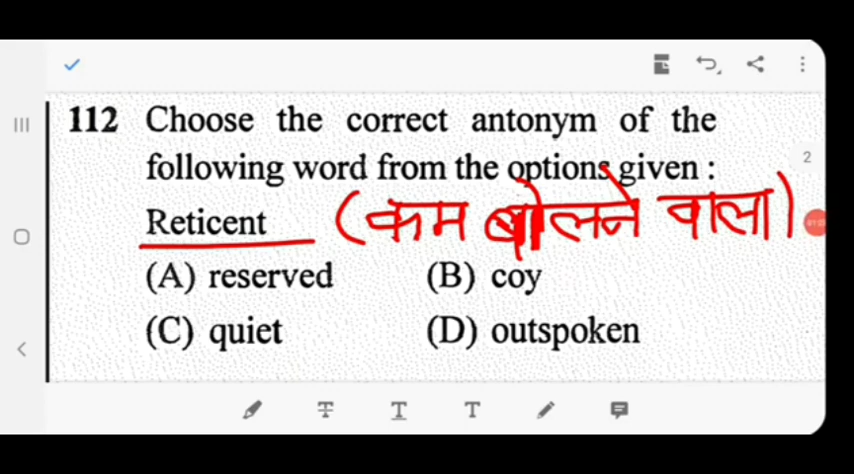 112 Choose the correct antonym of the
2
following word from the options given :
Reticent (कम बोलने वाला)
(A) reserved (B) coy
(C) quiet (D) outspoken
T T T